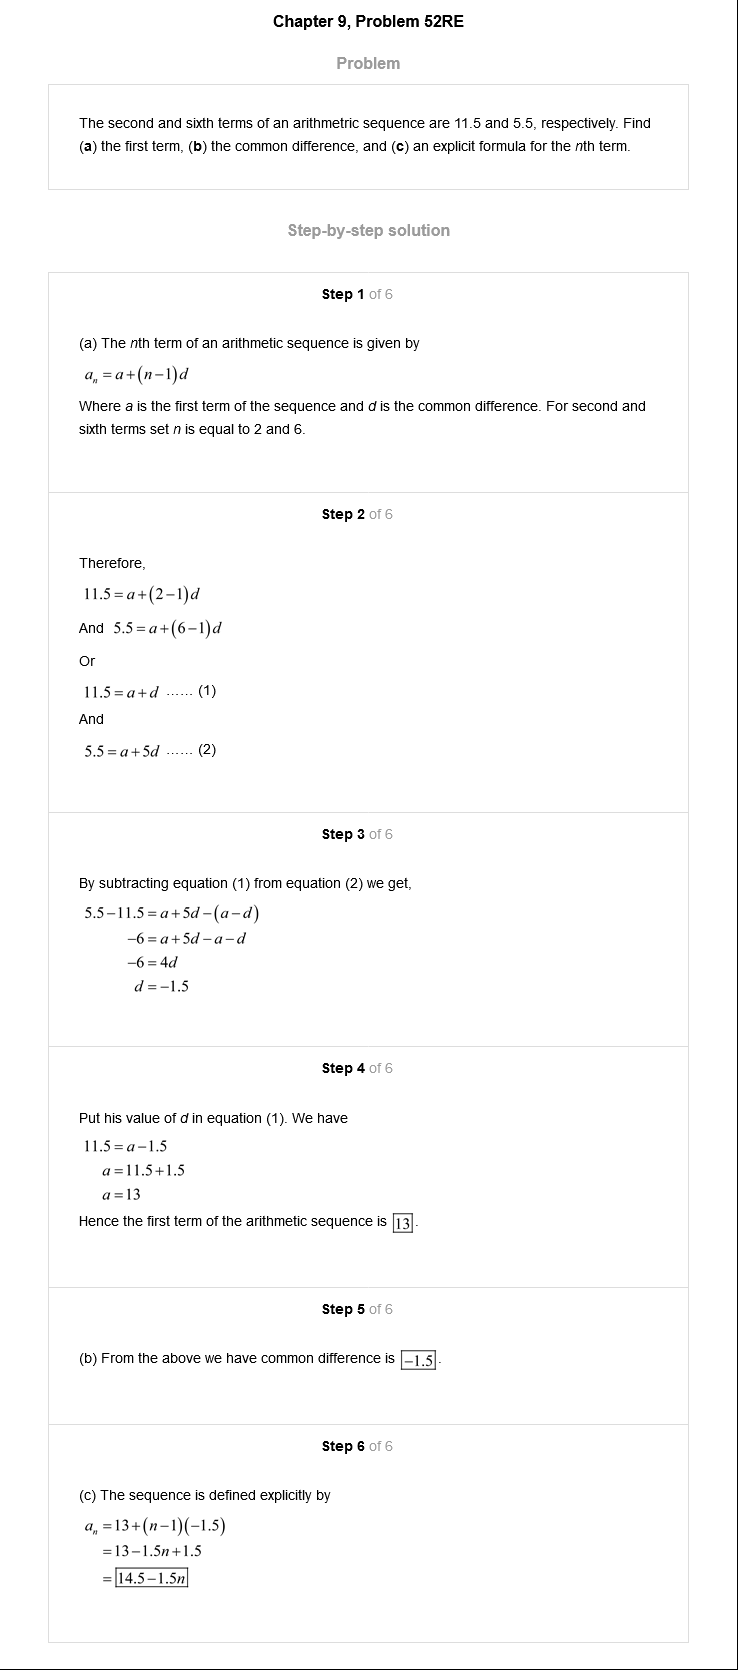 Chapter 9, Problem 52RE
Problem
The second and sixth terms of an arithmetric sequence are 11.5 and 5.5, respectively. Find
(a) the first term, (b) the common difference, and (c) an explicit formula for the nth term.
Step-by-step solution
Step 1 of 6
(a) The nth term of an arithmetic sequence is given by
aₙ = a+(n−1)d
Where a is the first term of the sequence and d is the common difference. For second and
sixth terms set n is equal to 2 and 6.
Step 2 of 6
Therefore,
11.5 = a+(2−1)d
And 5.5 = a+(6−1)d
Or
11.5 = a+d ...... (1)
And
5.5 = a+5d ...... (2)
Step 3 of 6
By subtracting equation (1) from equation (2) we get,
5.5−11.5 = a+5d−(a−d)
−6 = a+5d−a−d
−6 = 4d
d = −1.5
Step 4 of 6
Put his value of d in equation (1). We have
11.5 = a−1.5
a = 11.5+1.5
a = 13
Hence the first term of the arithmetic sequence is 13.
Step 5 of 6
(b) From the above we have common difference is −1.5.
Step 6 of 6
(c) The sequence is defined explicitly by
aₙ = 13+(n−1)(−1.5)
= 13−1.5n+1.5
= 14.5−1.5n